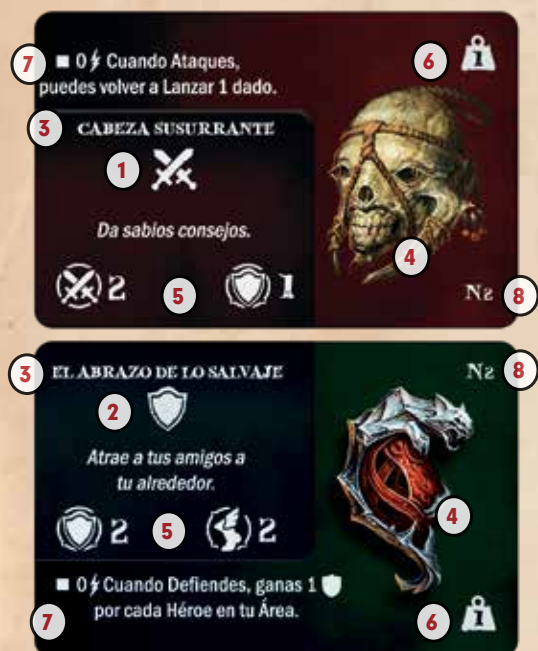 7 ■ 0 Cuando Ataques,
puedes volver a Lanzar 1 dado.
6 1
3 CABEZA SUSURRANTE
1
Da sabios consejos.
4
2 5 1
N2 8
3 EL ABRAZO DE LO SALVAJE
N2 8
2
Atrae a tus amigos a
tu alrededor.
4
2 5 2
■ 0 Cuando Defiendes, ganas 1
7 por cada Héroe en tu Área.
6 1